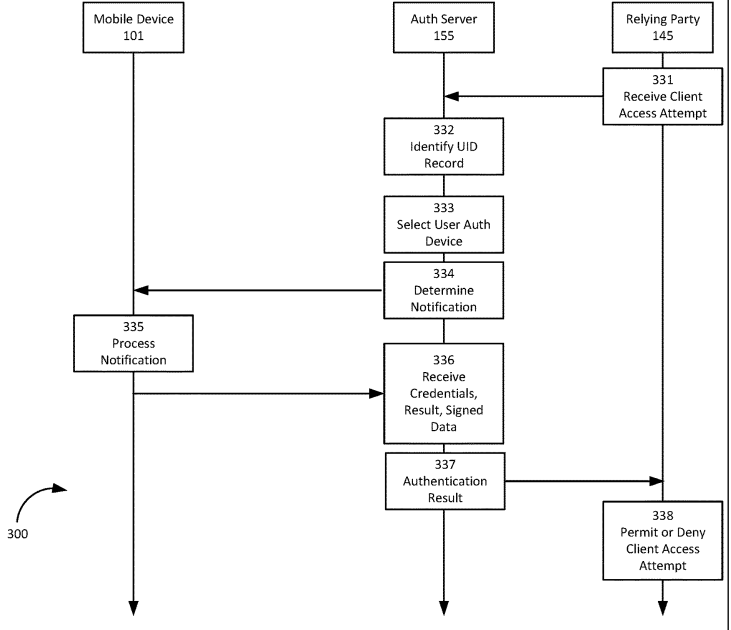 Mobile Device
101
Auth Server
155
Relying Party
145
331
Receive Client
Access Attempt
332
Identify UID
Record
333
Select User Auth
Device
334
Determine
Notification
335
Process
Notification
336
Receive
Credentials,
Result, Signed
Data
337
Authentication
Result
338
Permit or Deny
Client Access
Attempt
300